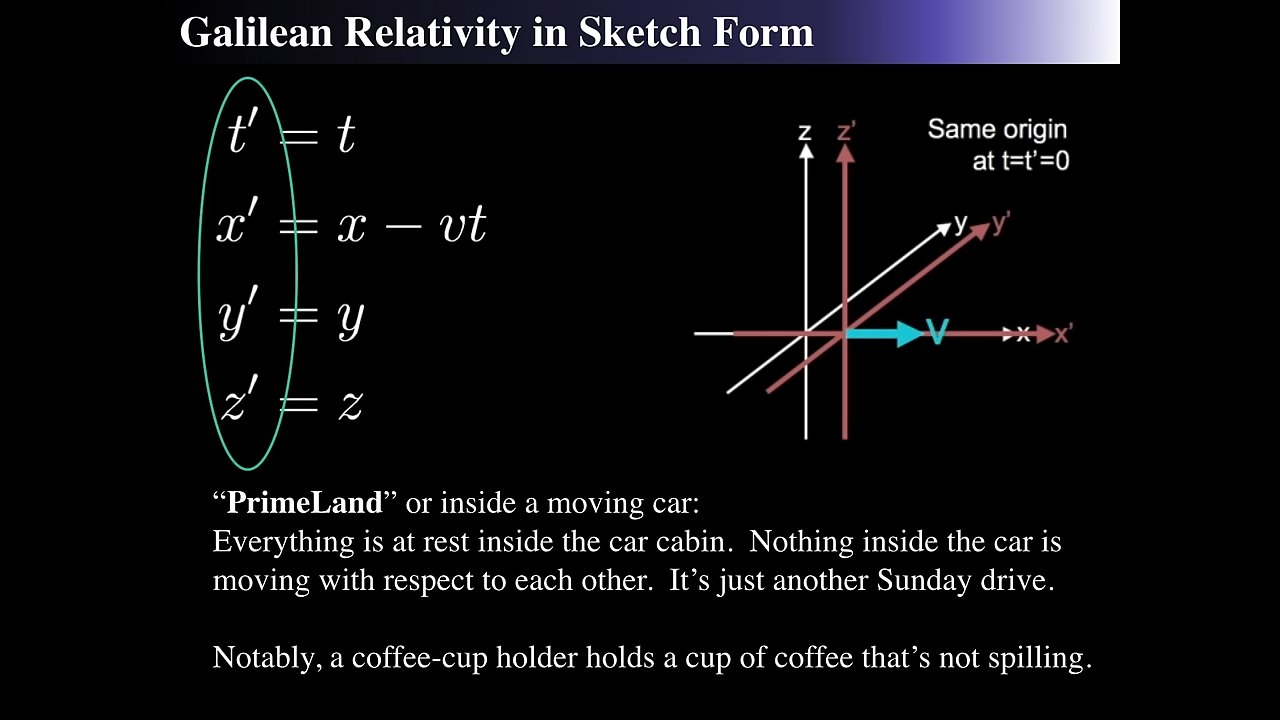 Galilean Relativity in Sketch Form
t′ = t
x′ = x − vt
y′ = y
z′ = z
z z'
Same origin
at t=t'=0
y y'
V x x'
“PrimeLand” or inside a moving car:
Everything is at rest inside the car cabin.  Nothing inside the car is
moving with respect to each other.  It’s just another Sunday drive.
Notably, a coffee-cup holder holds a cup of coffee that’s not spilling.